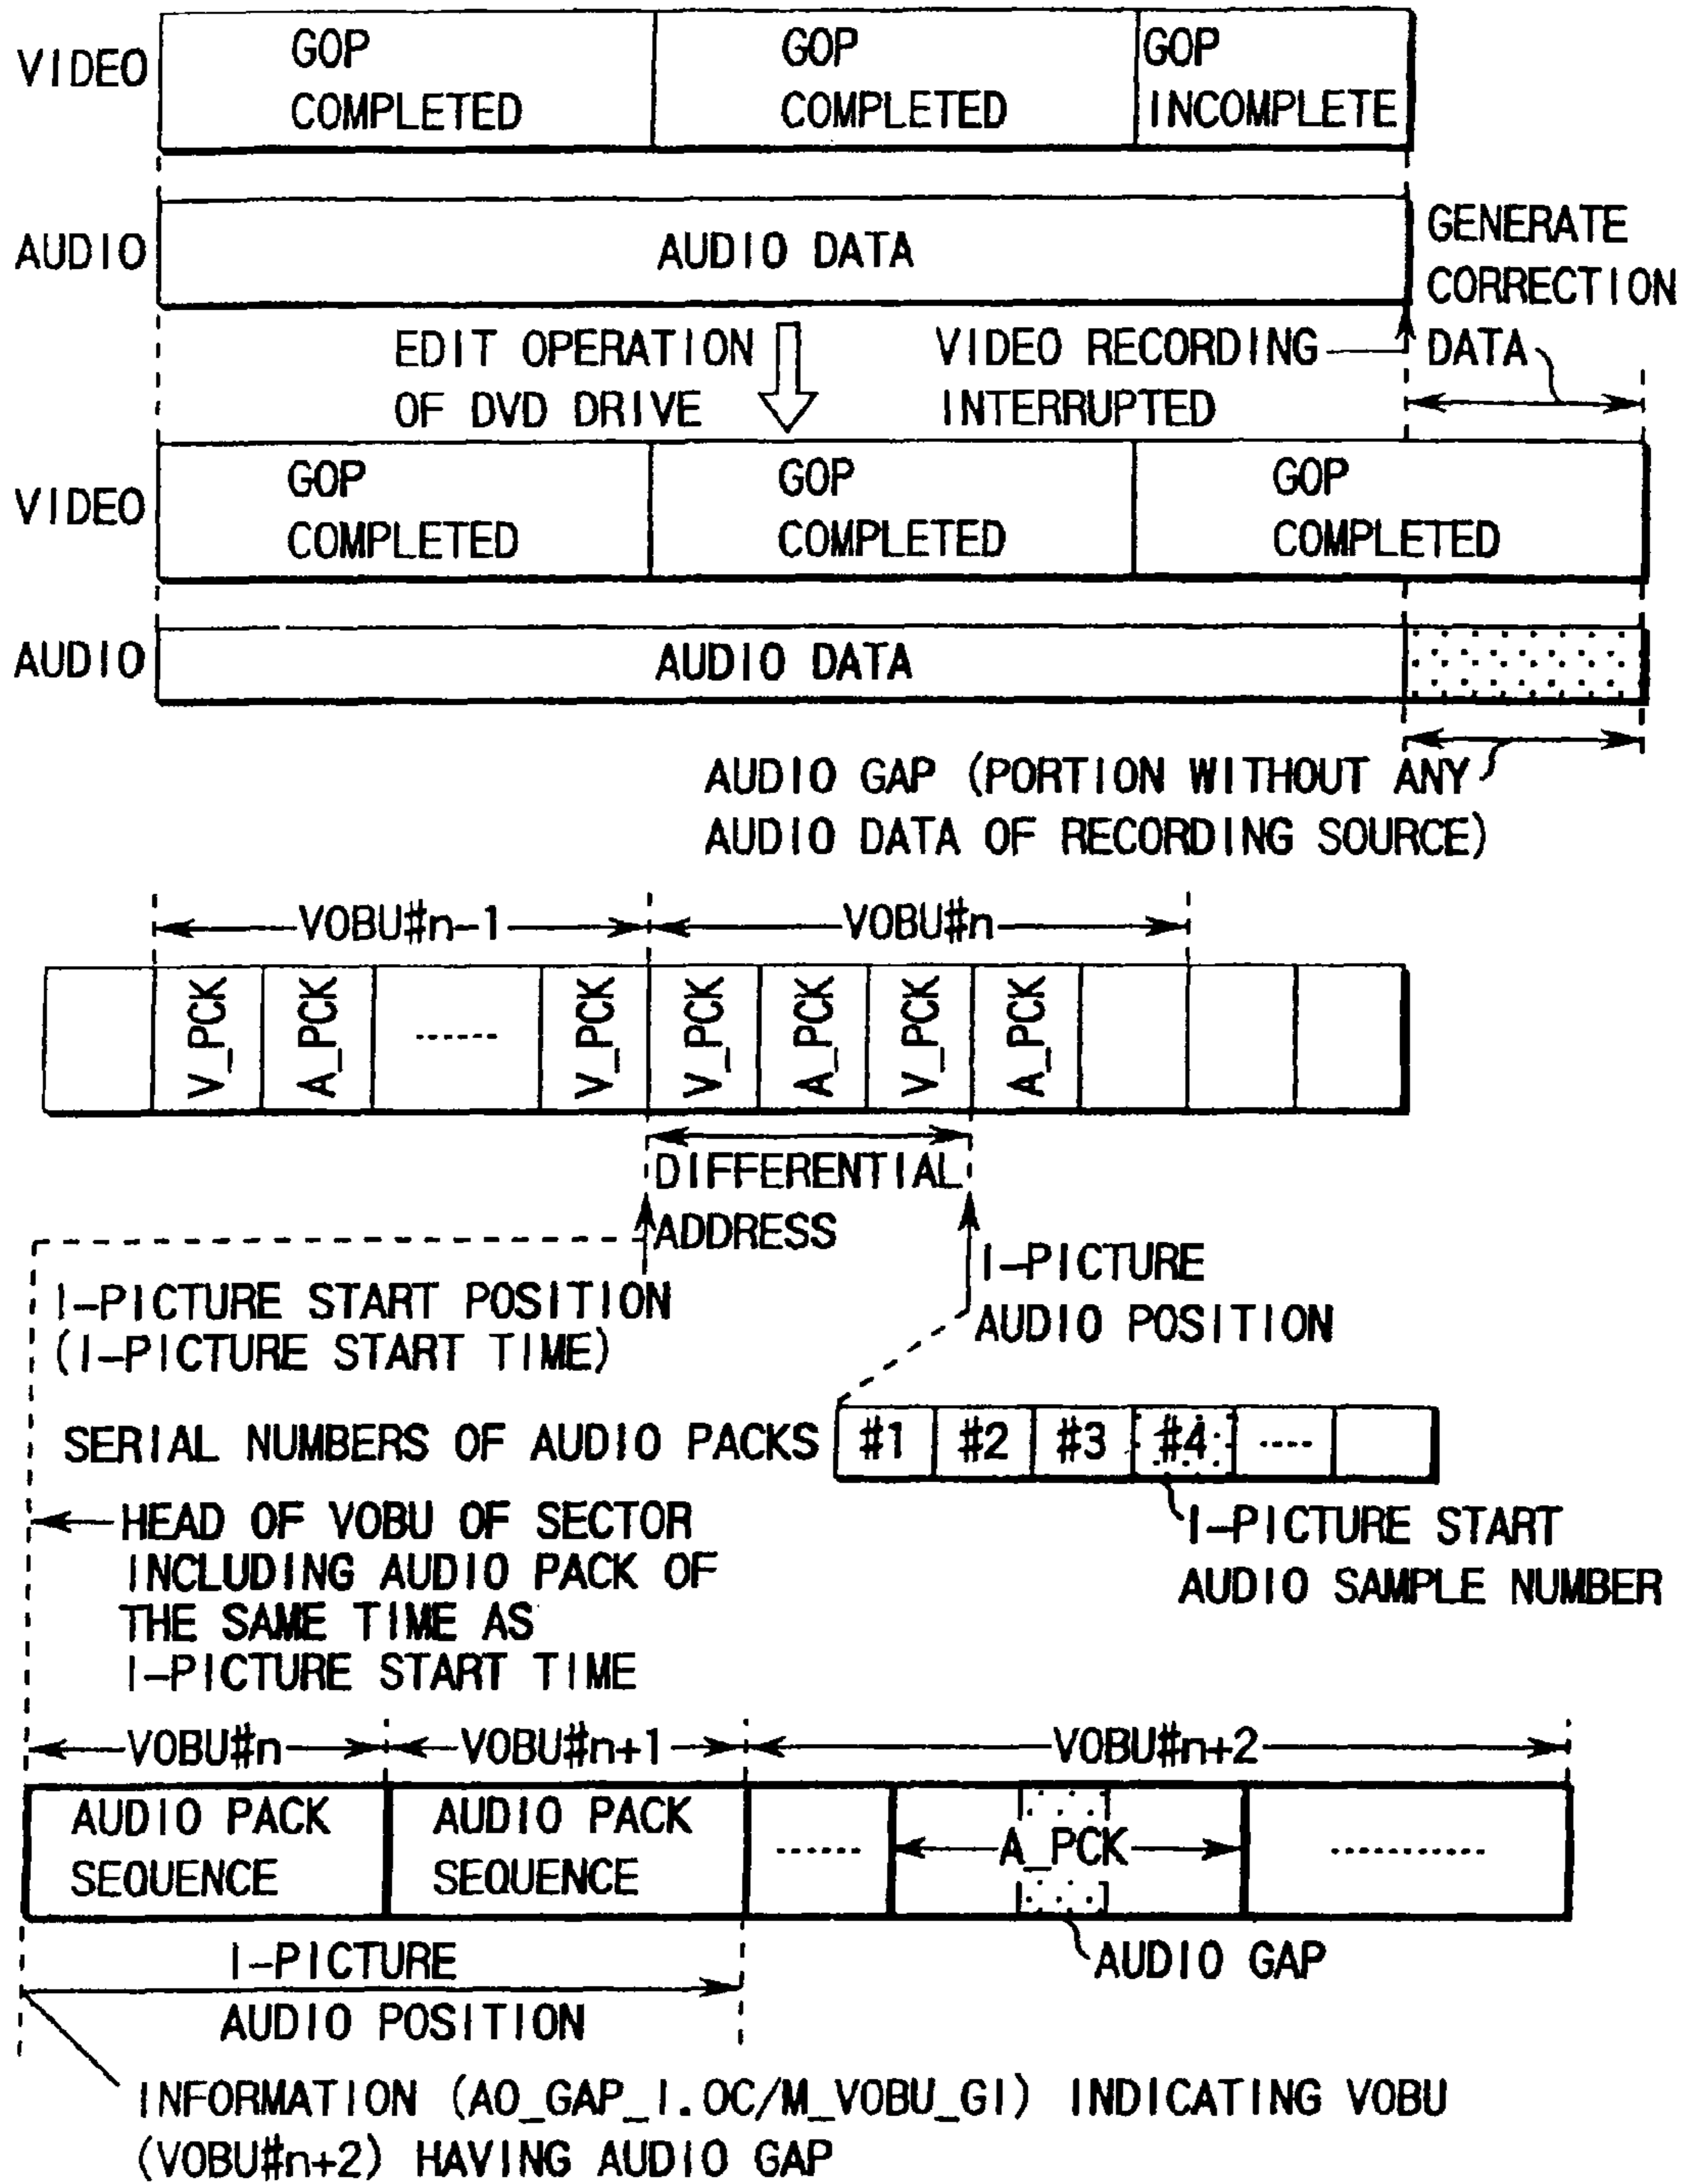 VIDEO
GOP
COMPLETED
GOP
COMPLETED
GOP
INCOMPLETE
AUDIO
AUDIO DATA
GENERATE
CORRECTION
DATA
EDIT OPERATION
OF DVD DRIVE
VIDEO RECORDING
INTERRUPTED
VIDEO
GOP
COMPLETED
GOP
COMPLETED
GOP
COMPLETED
AUDIO
AUDIO DATA
AUDIO GAP (PORTION WITHOUT ANY
AUDIO DATA OF RECORDING SOURCE)
VOBU#n-1
VOBU#n
V_PCK
A_PCK
------
V_PCK
V_PCK
A_PCK
V_PCK
A_PCK
DIFFERENTIAL
ADDRESS
I-PICTURE START POSITION
(I-PICTURE START TIME)
I-PICTURE
AUDIO POSITION
SERIAL NUMBERS OF AUDIO PACKS
#1
#2
#3
#4
----
I-PICTURE START
AUDIO SAMPLE NUMBER
HEAD OF VOBU OF SECTOR
INCLUDING AUDIO PACK OF
THE SAME TIME AS
I-PICTURE START TIME
VOBU#n
VOBU#n+1
VOBU#n+2
AUDIO PACK
SEQUENCE
AUDIO PACK
SEQUENCE
------
A_PCK
-----------
AUDIO GAP
I-PICTURE
AUDIO POSITION
INFORMATION (A0_GAP_I.OC/M_VOBU_GI) INDICATING VOBU
(VOBU#n+2) HAVING AUDIO GAP